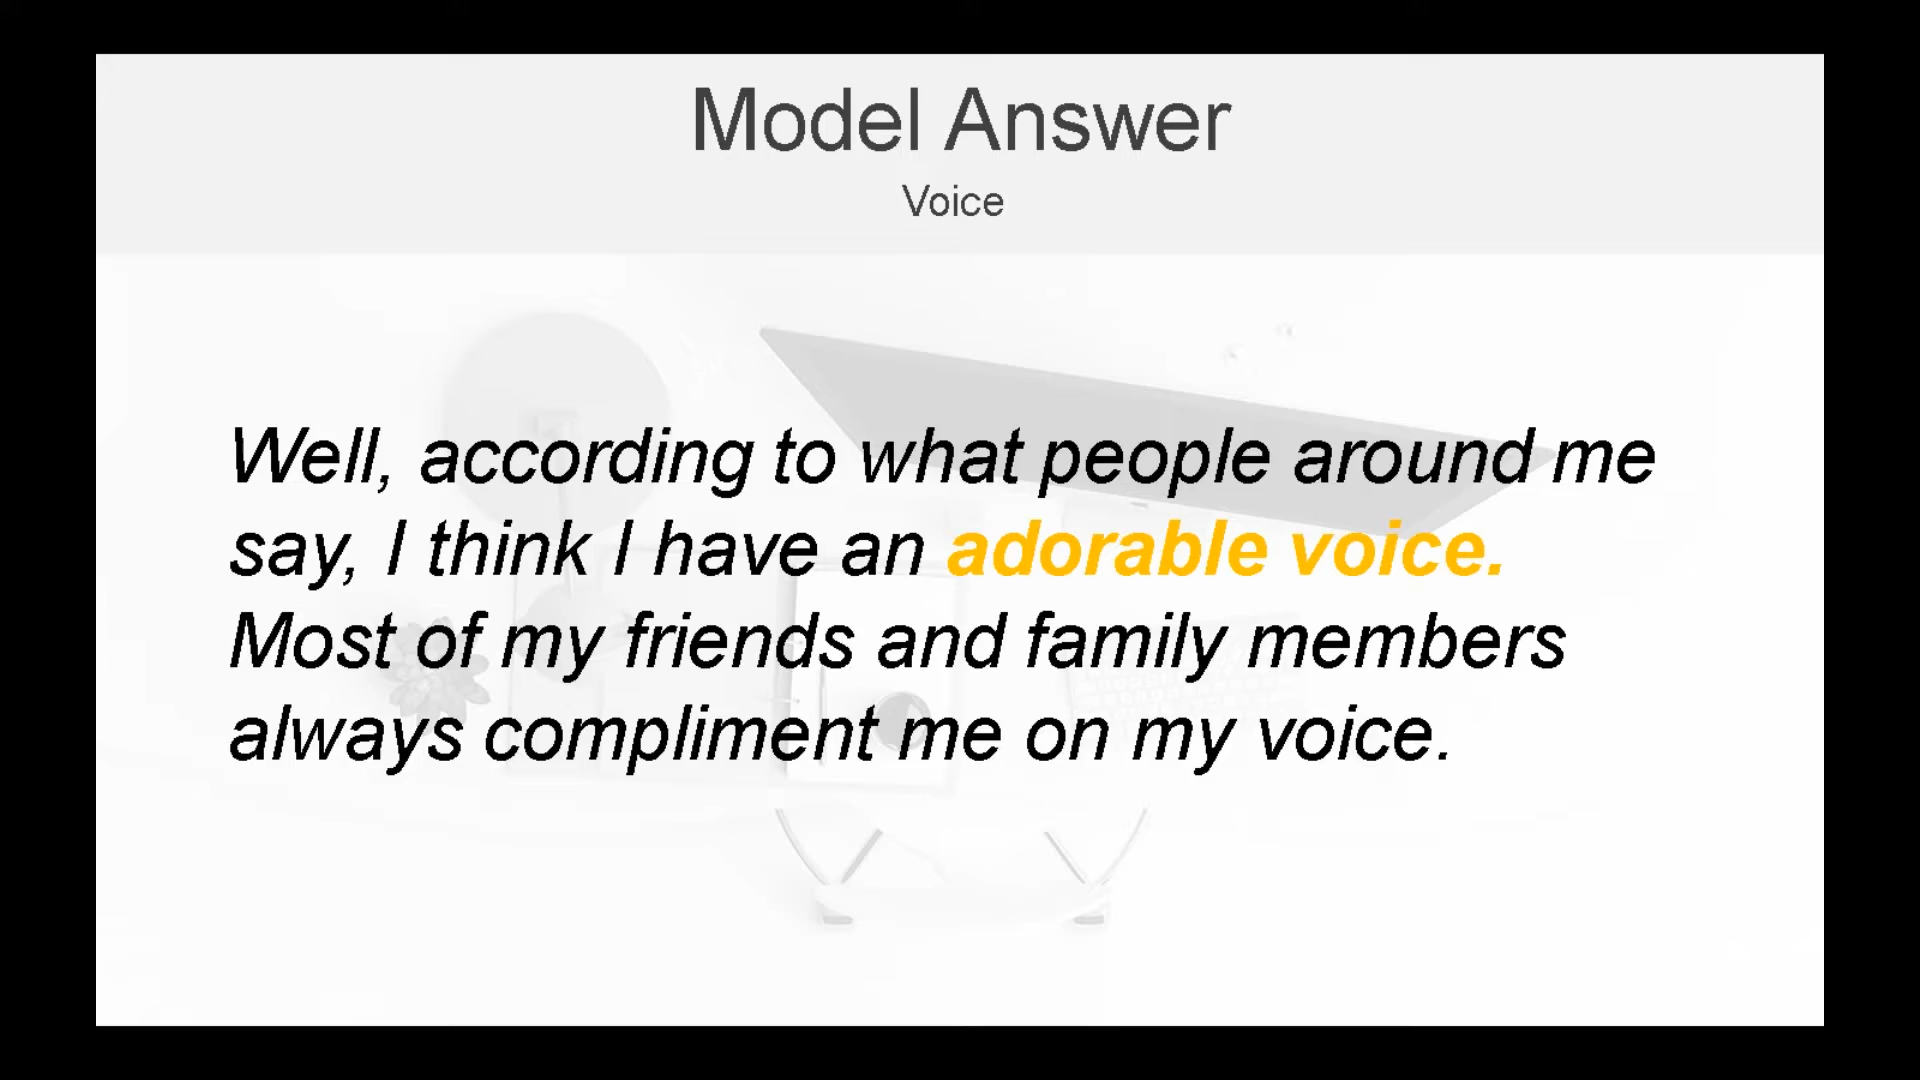 Model Answer
Voice
Well, according to what people around me
say, I think I have an adorable voice.
Most of my friends and family members
always compliment me on my voice.